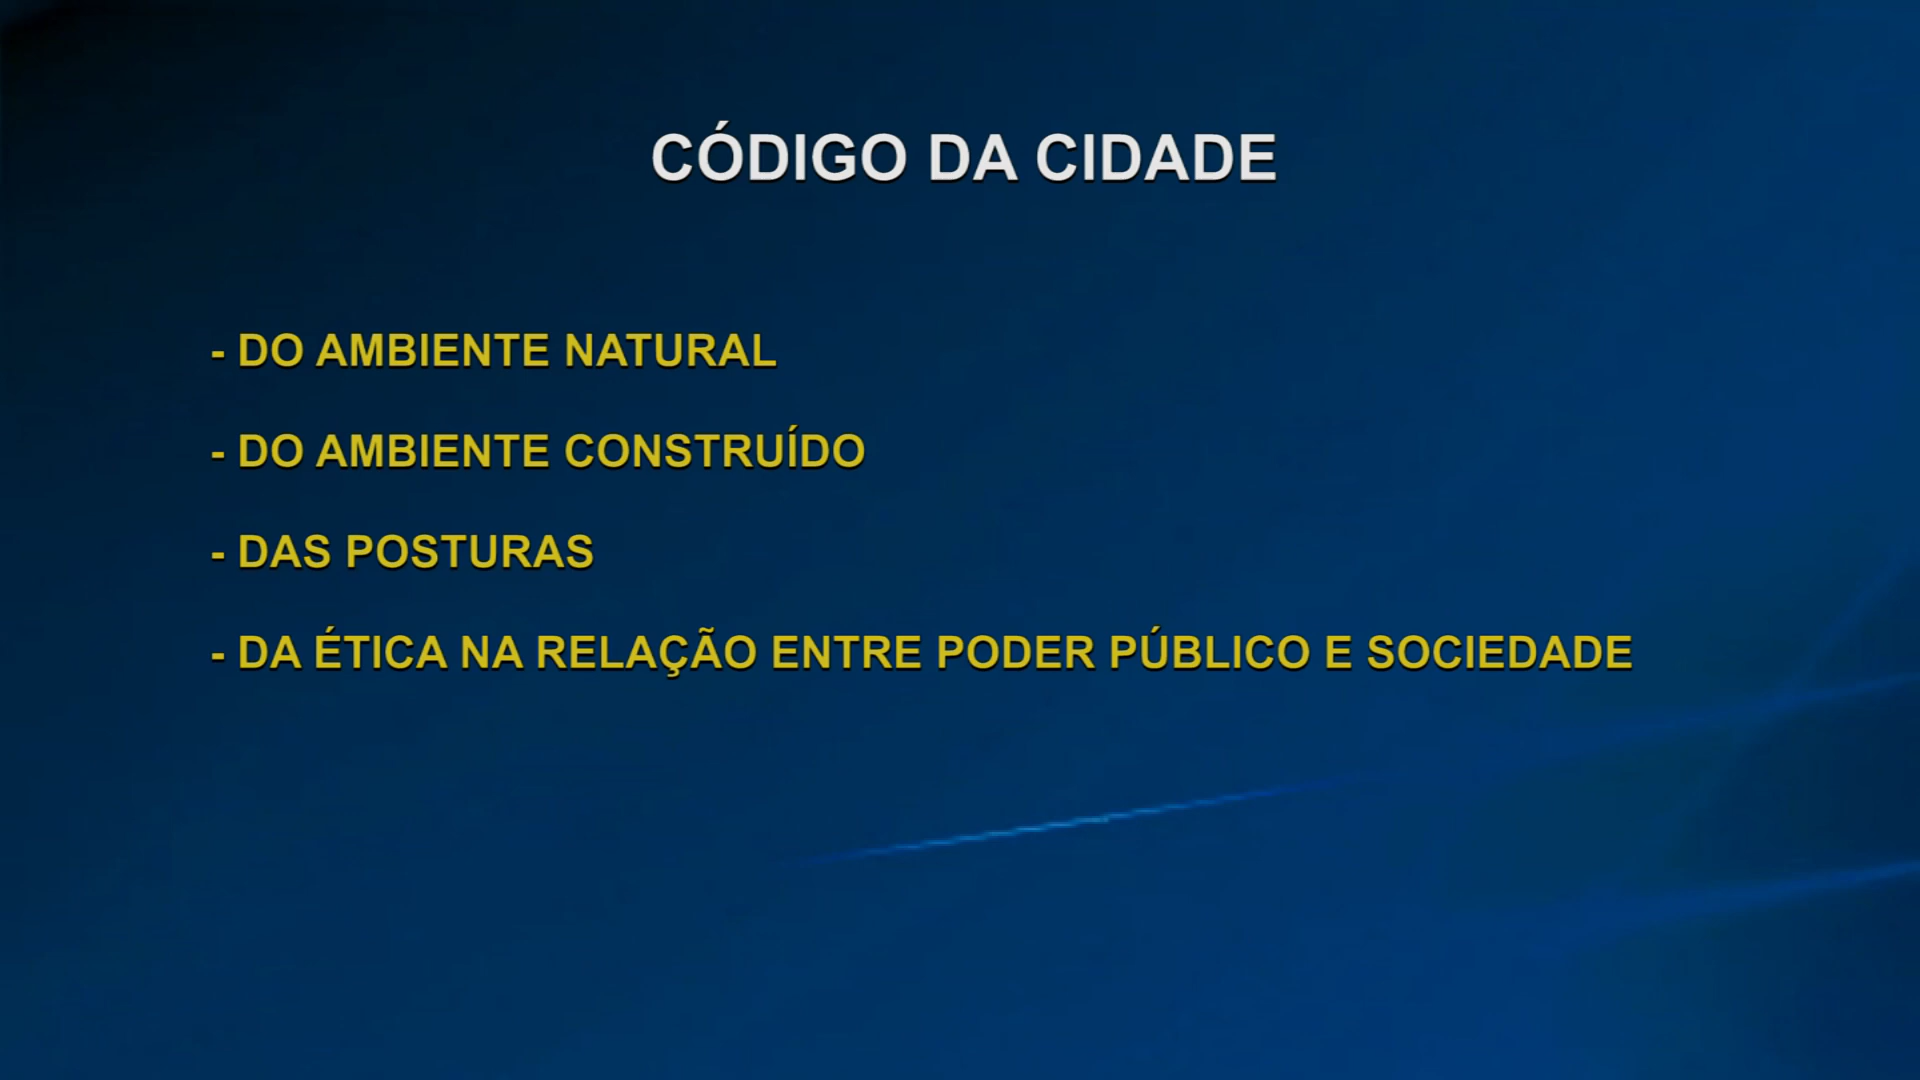 CÓDIGO DA CIDADE
- DO AMBIENTE NATURAL
- DO AMBIENTE CONSTRUÍDO
- DAS POSTURAS
- DA ÉTICA NA RELAÇÃO ENTRE PODER PÚBLICO E SOCIEDADE